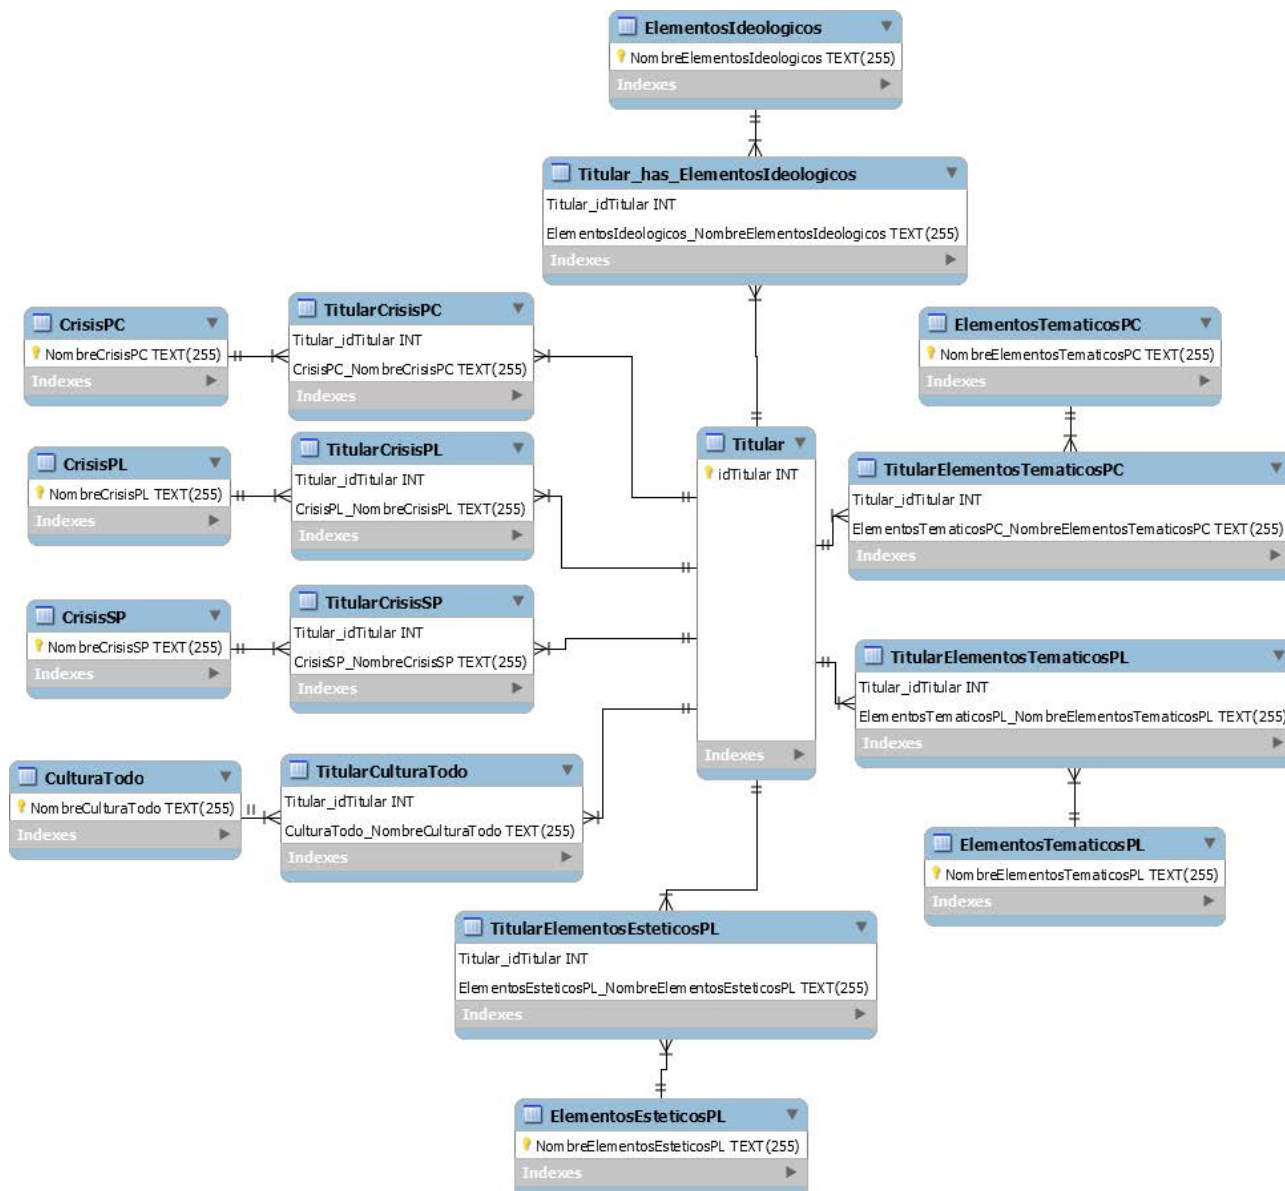 ElementosIdeologicos
NombreElementosIdeologicos TEXT(255)
Indexes
Titular_has_ElementosIdeologicos
Titular_idTitular INT
ElementosIdeologicos_NombreElementosIdeologicos TEXT(255)
Indexes
CrisisPC
NombreCrisisPC TEXT(255)
Indexes
TitularCrisisPC
Titular_idTitular INT
CrisisPC_NombreCrisisPC TEXT(255)
Indexes
ElementosTematicosPC
NombreElementosTematicosPC TEXT(255)
Indexes
CrisisPL
NombreCrisisPL TEXT(255)
Indexes
TitularCrisisPL
Titular_idTitular INT
CrisisPL_NombreCrisisPL TEXT(255)
Indexes
Titular
idTitular INT
Indexes
TitularElementosTematicosPC
Titular_idTitular INT
ElementosTematicosPC_NombreElementosTematicosPC TEXT(255)
Indexes
CrisisSP
NombreCrisisSP TEXT(255)
Indexes
TitularCrisisSP
Titular_idTitular INT
CrisisSP_NombreCrisisSP TEXT(255)
Indexes
TitularElementosTematicosPL
Titular_idTitular INT
ElementosTematicosPL_NombreElementosTematicosPL TEXT(255)
Indexes
CulturaTodo
NombreCulturaTodo TEXT(255)
Indexes
TitularCulturaTodo
Titular_idTitular INT
CulturaTodo_NombreCulturaTodo TEXT(255)
Indexes
ElementosTematicosPL
NombreElementosTematicosPL TEXT(255)
Indexes
TitularElementosEsteticosPL
Titular_idTitular INT
ElementosEsteticosPL_NombreElementosEsteticosPL TEXT(255)
Indexes
ElementosEsteticosPL
NombreElementosEsteticosPL TEXT(255)
Indexes